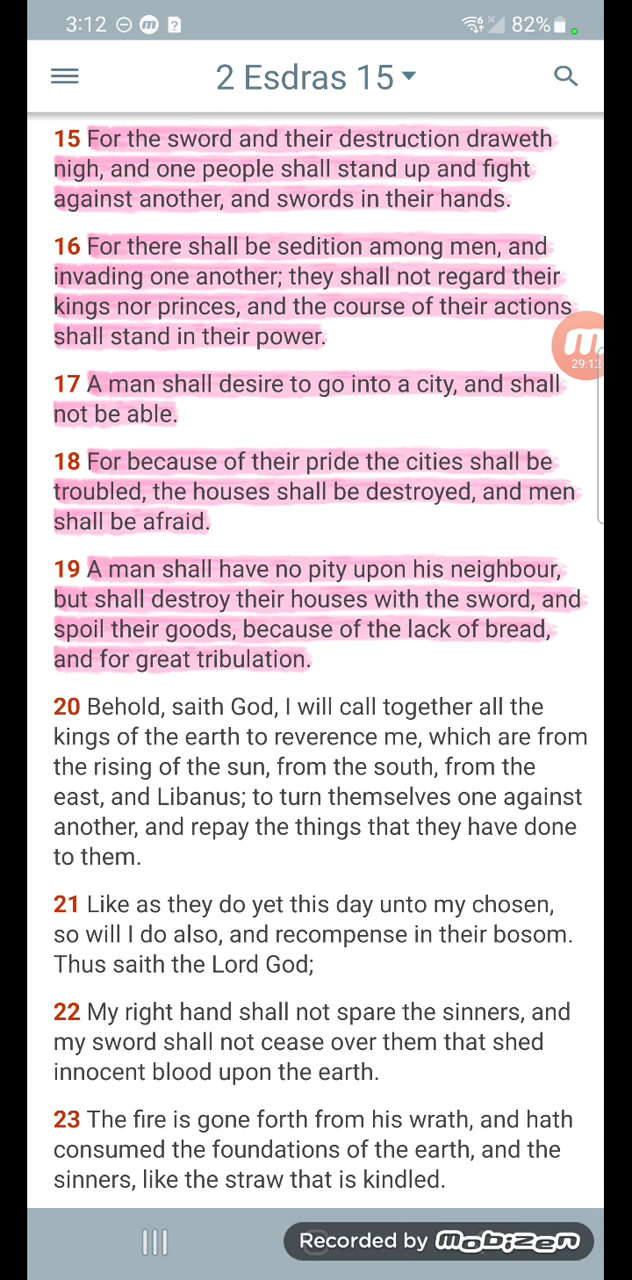 3:12 m ? 6 82%
2 Esdras 15
15 For the sword and their destruction draweth
nigh, and one people shall stand up and fight
against another, and swords in their hands.
16 For there shall be sedition among men, and
invading one another; they shall not regard their
kings nor princes, and the course of their actions
shall stand in their power.
m
29:12
17 A man shall desire to go into a city, and shall
not be able.
18 For because of their pride the cities shall be
troubled, the houses shall be destroyed, and men
shall be afraid.
19 A man shall have no pity upon his neighbour,
but shall destroy their houses with the sword, and
spoil their goods, because of the lack of bread,
and for great tribulation.
20 Behold, saith God, I will call together all the
kings of the earth to reverence me, which are from
the rising of the sun, from the south, from the
east, and Libanus; to turn themselves one against
another, and repay the things that they have done
to them.
21 Like as they do yet this day unto my chosen,
so will I do also, and recompense in their bosom.
Thus saith the Lord God;
22 My right hand shall not spare the sinners, and
my sword shall not cease over them that shed
innocent blood upon the earth.
23 The fire is gone forth from his wrath, and hath
consumed the foundations of the earth, and the
sinners, like the straw that is kindled.
Recorded by mobizen